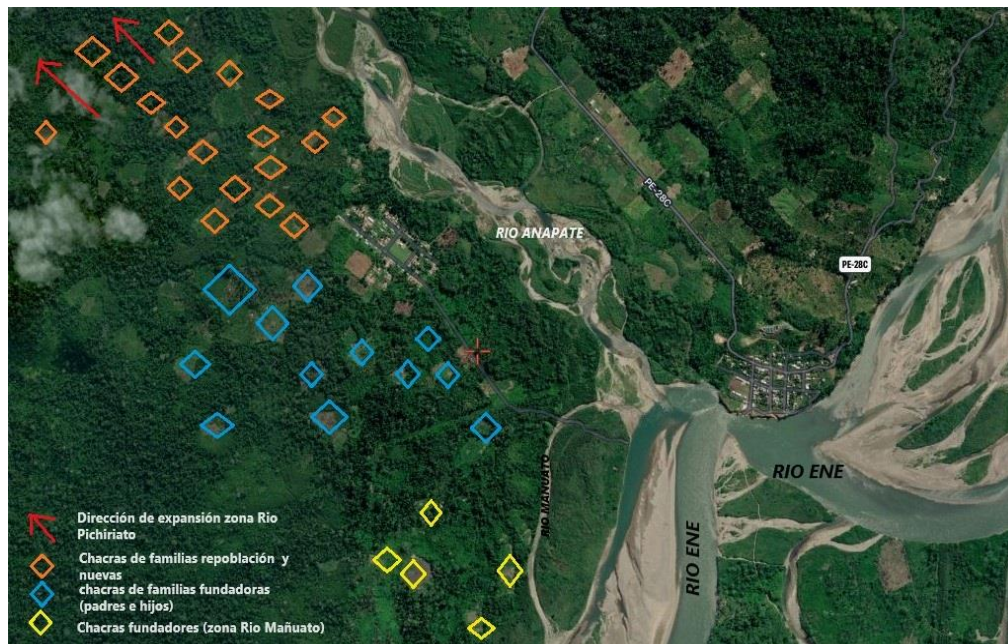 PE-28C
RIO ANAPATE
PE-28C
RIO ENE
RIO MAÑUATO
RIO ENE
Dirección de expansión zona Rio
Pichiriato
Chacras de familias repoblación y
nuevas
chacras de familias fundadoras
(padres e hijos)
Chacras fundadores (zona Rio Mañuato)